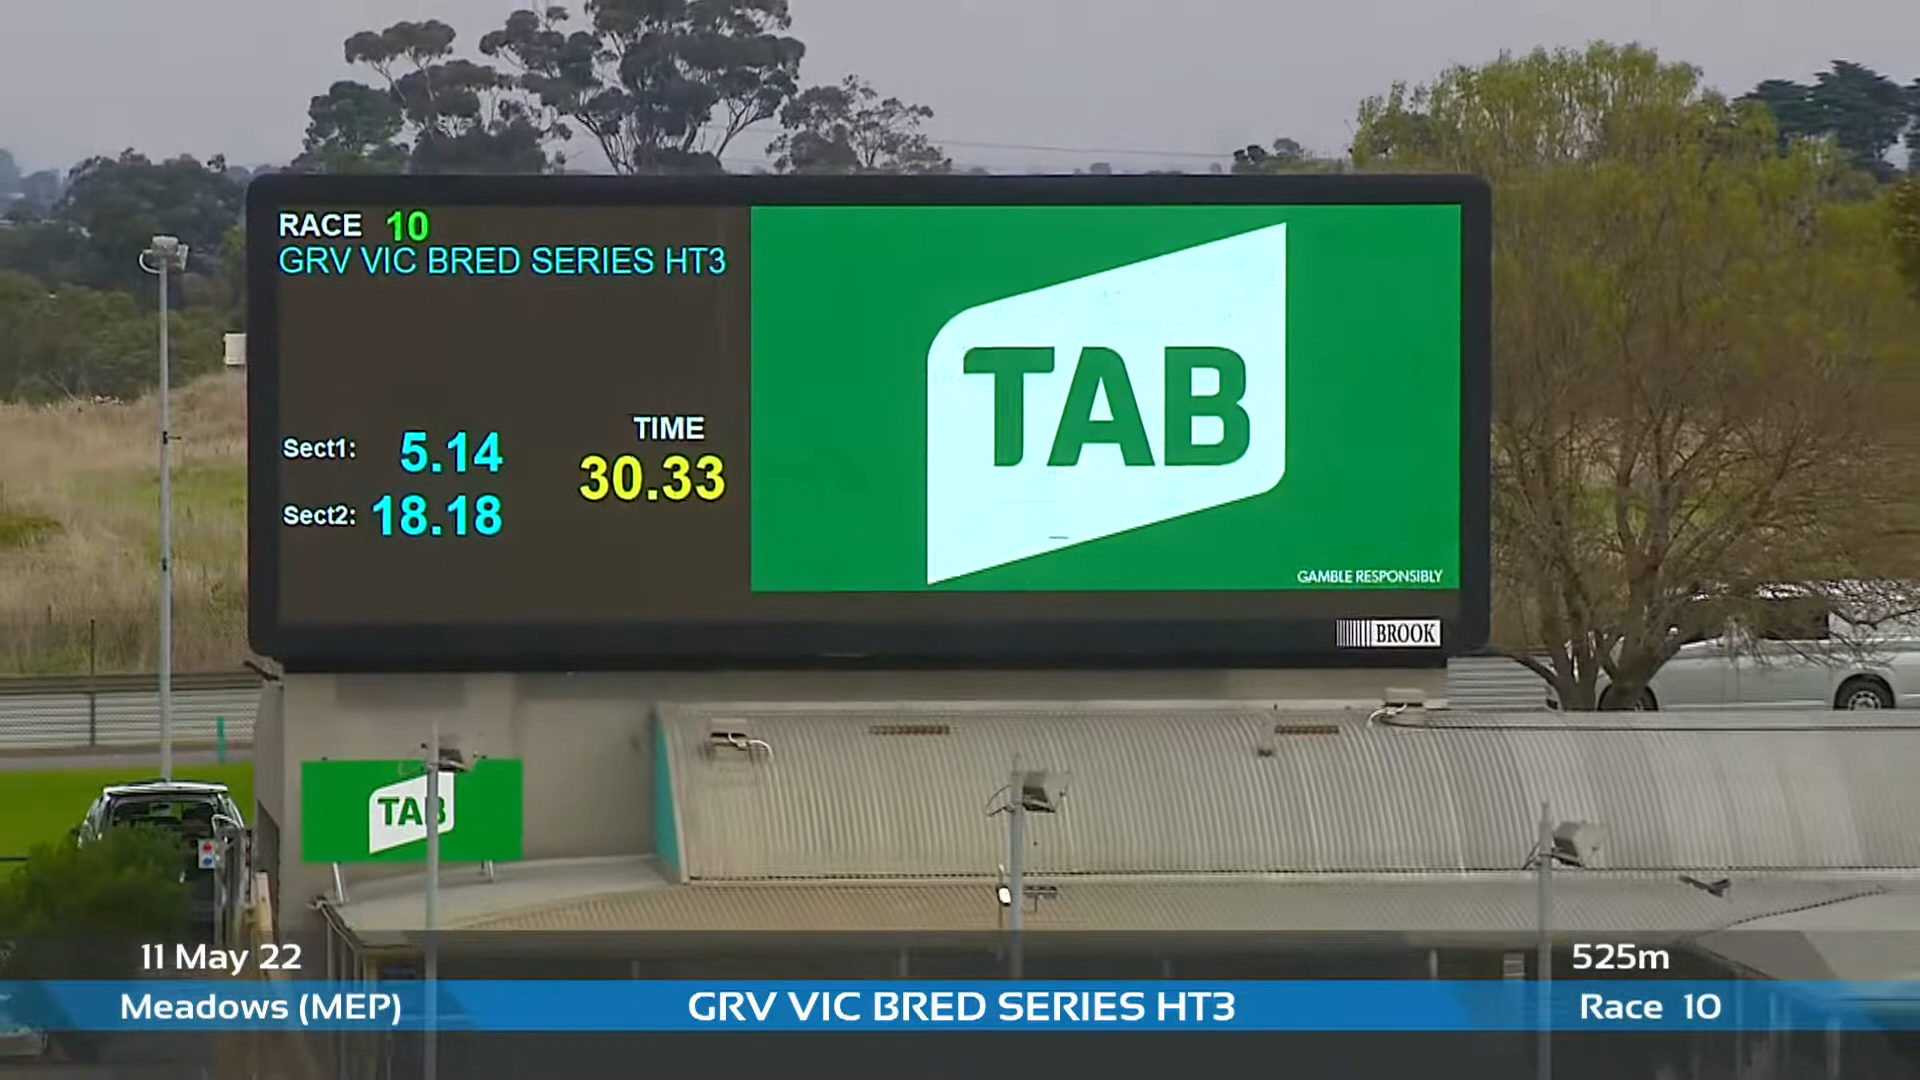 RACE 10
GRV VIC BRED SERIES HT3
Sect1: 5.14
Sect2: 18.18
TIME
30.33
TAB
GAMBLE RESPONSIBLY
BROOK
TAB
11 May 22
525m
Meadows (MEP)
GRV VIC BRED SERIES HT3
Race 10